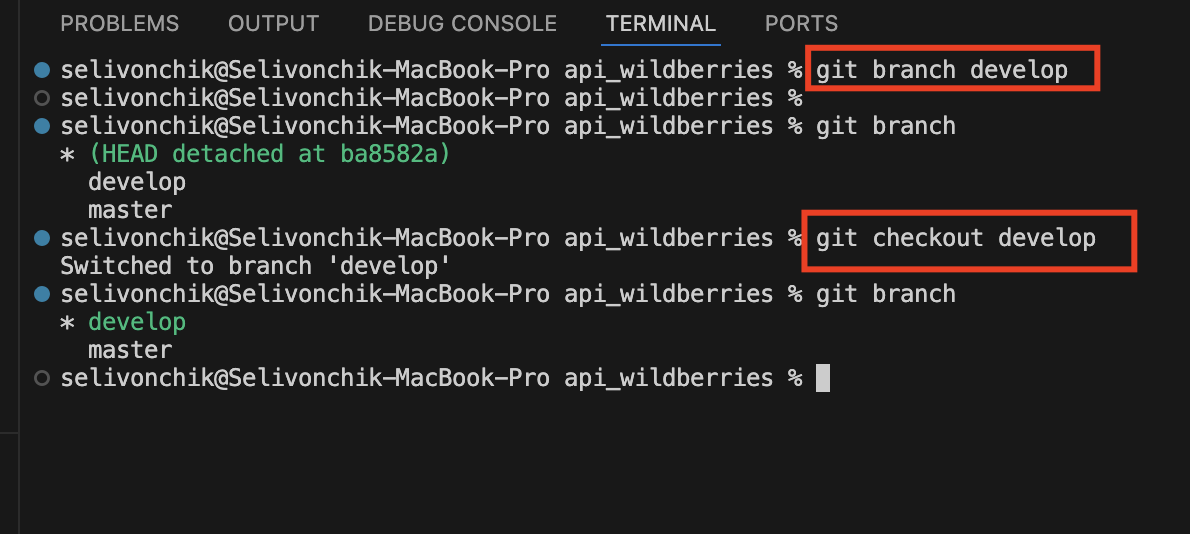 PROBLEMS OUTPUT DEBUG CONSOLE TERMINAL PORTS
selivonchik@Selivonchik-MacBook-Pro api_wildberries % git branch develop
selivonchik@Selivonchik-MacBook-Pro api_wildberries %
selivonchik@Selivonchik-MacBook-Pro api_wildberries % git branch
* (HEAD detached at ba8582a)
develop
master
selivonchik@Selivonchik-MacBook-Pro api_wildberries % git checkout develop
Switched to branch 'develop'
selivonchik@Selivonchik-MacBook-Pro api_wildberries % git branch
* develop
master
selivonchik@Selivonchik-MacBook-Pro api_wildberries %